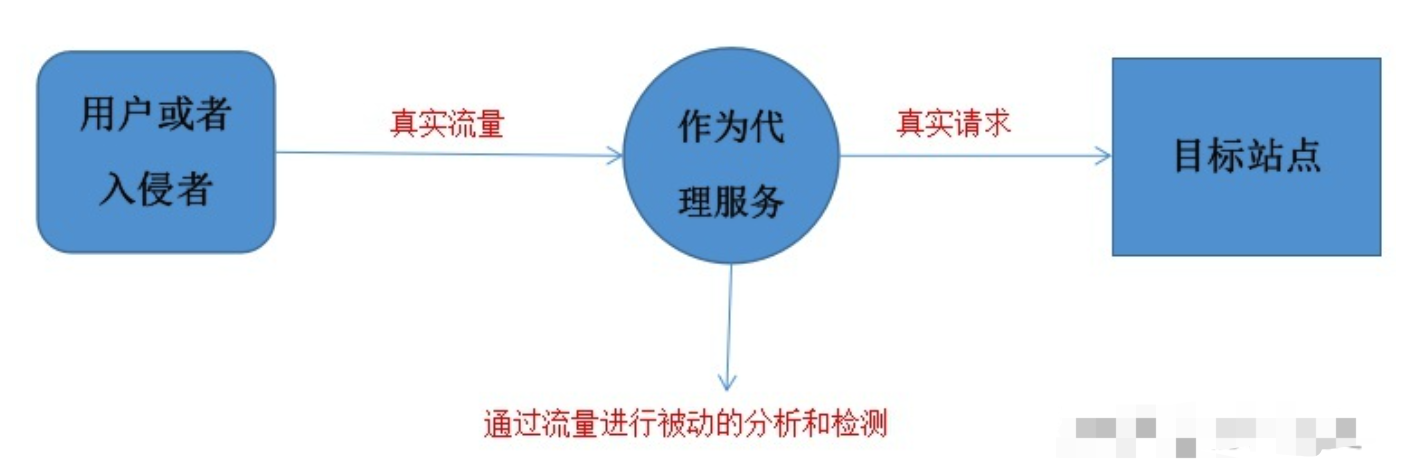 用户或者
入侵者
真实流量
作为代
理服务
真实请求
目标站点
通过流量进行被动的分析和检测